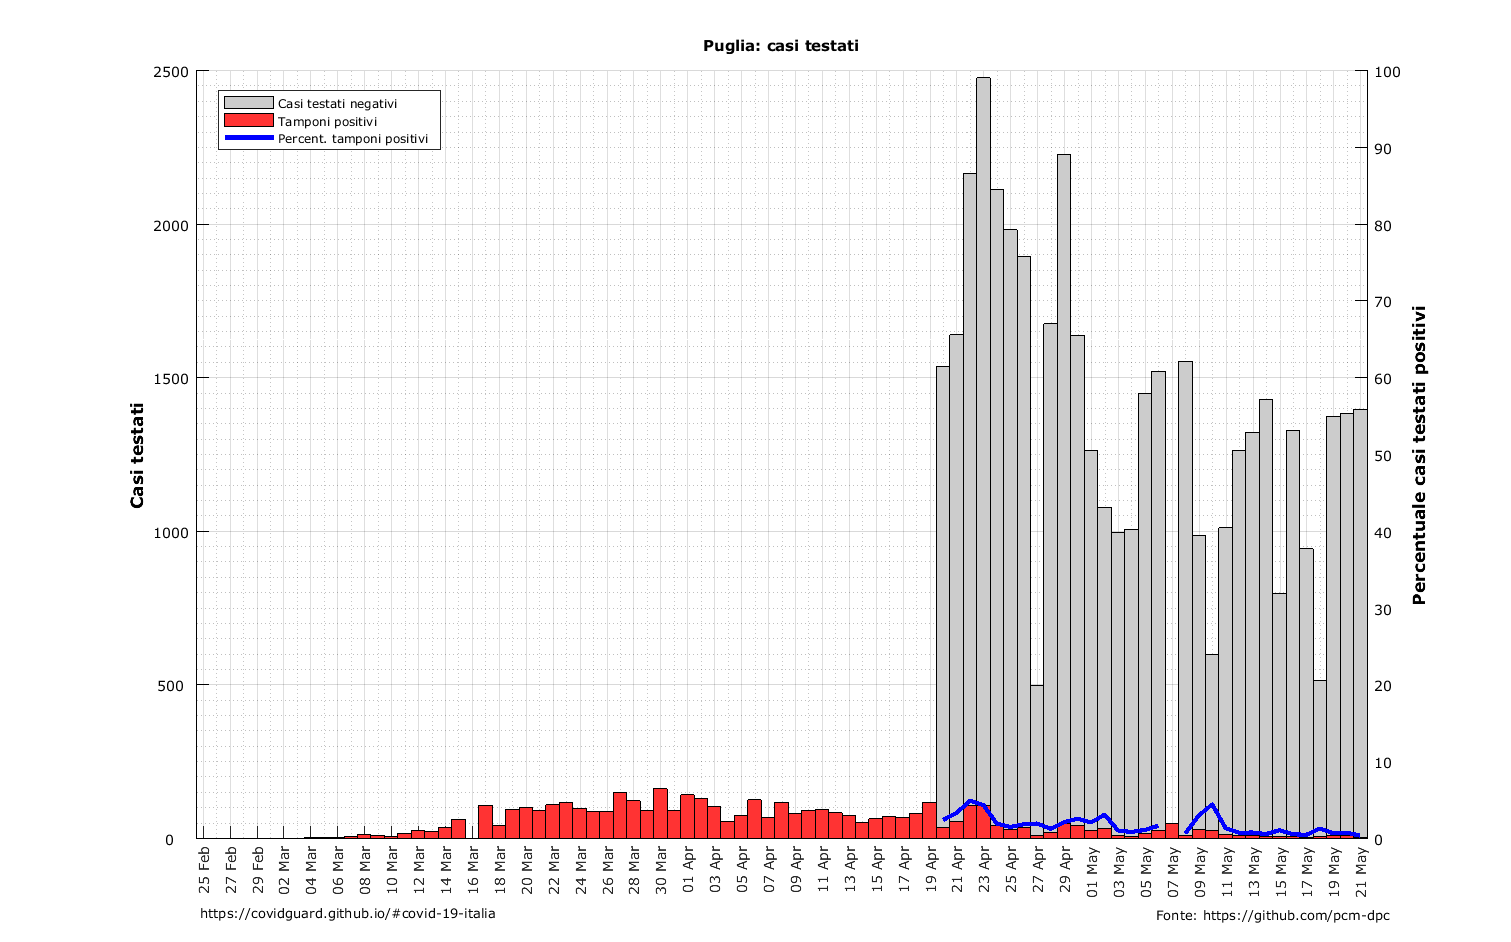 Puglia: casi testati
Casi testati negativi
Tamponi positivi
Percent. tamponi positivi
Casi testati
2500
2000
1500
1000
500
0
Percentuale casi testati positivi
100
90
80
70
60
50
40
30
20
10
0
25 Feb
27 Feb
29 Feb
02 Mar
04 Mar
06 Mar
08 Mar
10 Mar
12 Mar
14 Mar
16 Mar
18 Mar
20 Mar
22 Mar
24 Mar
26 Mar
28 Mar
30 Mar
01 Apr
03 Apr
05 Apr
07 Apr
09 Apr
11 Apr
13 Apr
15 Apr
17 Apr
19 Apr
21 Apr
23 Apr
25 Apr
27 Apr
29 Apr
01 May
03 May
05 May
07 May
09 May
11 May
13 May
15 May
17 May
19 May
21 May
https://covidguard.github.io/#covid-19-italia
Fonte: https://github.com/pcm-dpc